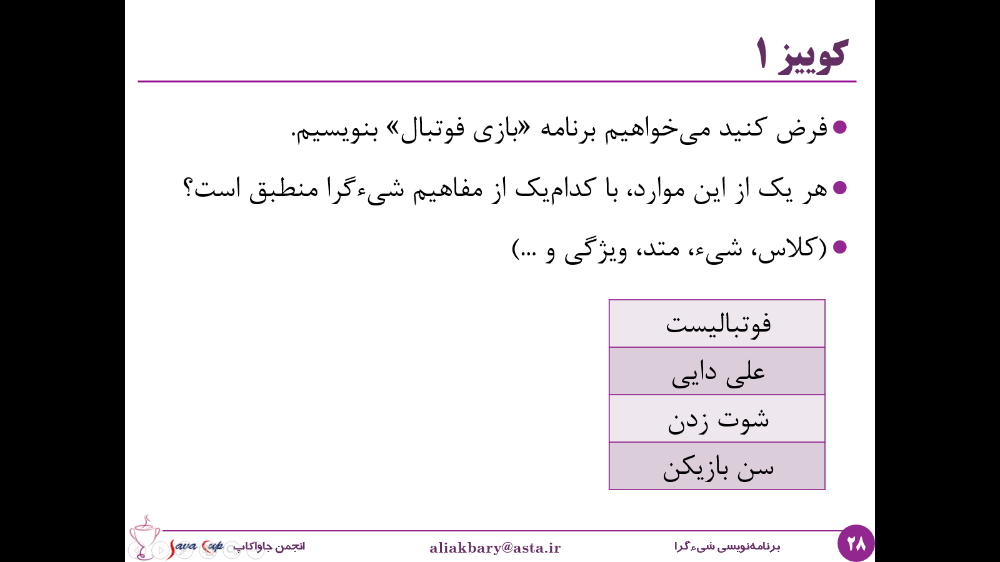 کوییز ۱
فرض کنید می‌خواهیم برنامه «بازی فوتبال» بنویسیم.
هر یک از این موارد، با کدام‌یک از مفاهیم شیءگرا منطبق است؟
(کلاس، شیء، متد، ویژگی و ...)
فوتبالیست
علی دایی
شوت زدن
سن بازیکن
۲۸
برنامه‌نویسی شیءگرا
aliakbary@asta.ir
انجمن جاواکاپ
Java Cup